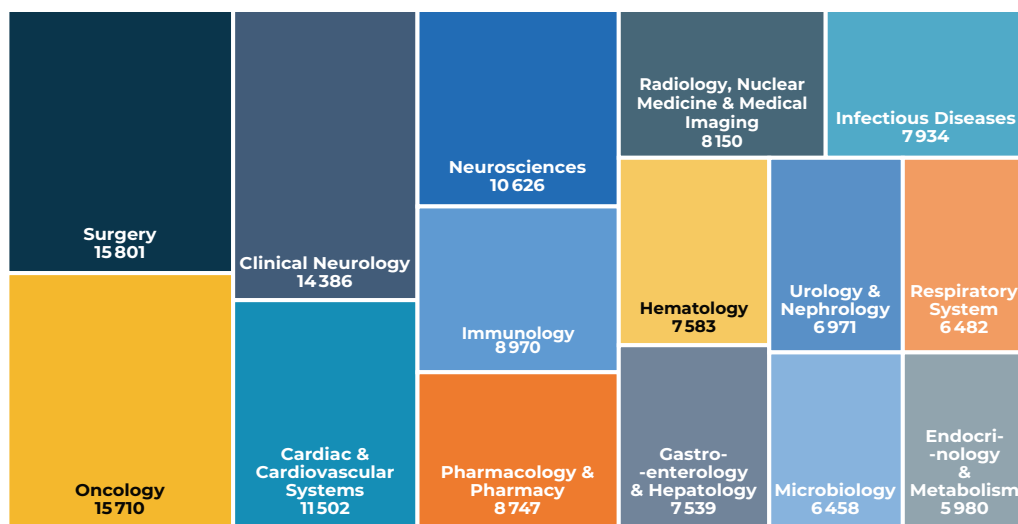 Surgery
15 801
Oncology
15 710
Clinical Neurology
14 386
Cardiac &
Cardiovascular
Systems
11 502
Neurosciences
10 626
Immunology
8 970
Pharmacology &
Pharmacy
8 747
Radiology, Nuclear
Medicine & Medical
Imaging
8 150
Infectious Diseases
7 934
Hematology
7 583
Urology &
Nephrology
6 971
Respiratory
System
6 482
Gastro-
-enterology
& Hepatology
7 539
Microbiology
6 458
Endocri-
-nology
&
Metabolism
5 980